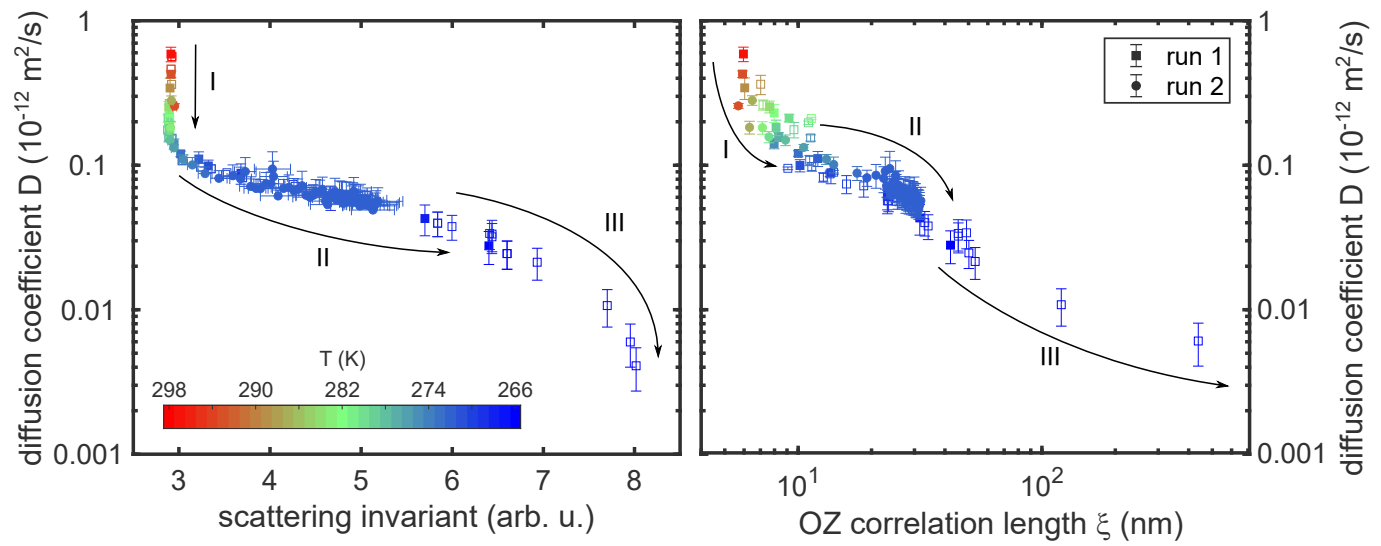 diffusion coefficient D (10⁻¹² m²/s)
1
0.1
0.01
0.001
I
II
III
T (K)
298 290 282 274 266
3 4 5 6 7 8
scattering invariant (arb. u.)
run 1
run 2
I
II
III
10¹ 10²
OZ correlation length ξ (nm)
1
0.1
0.01
0.001
diffusion coefficient D (10⁻¹² m²/s)